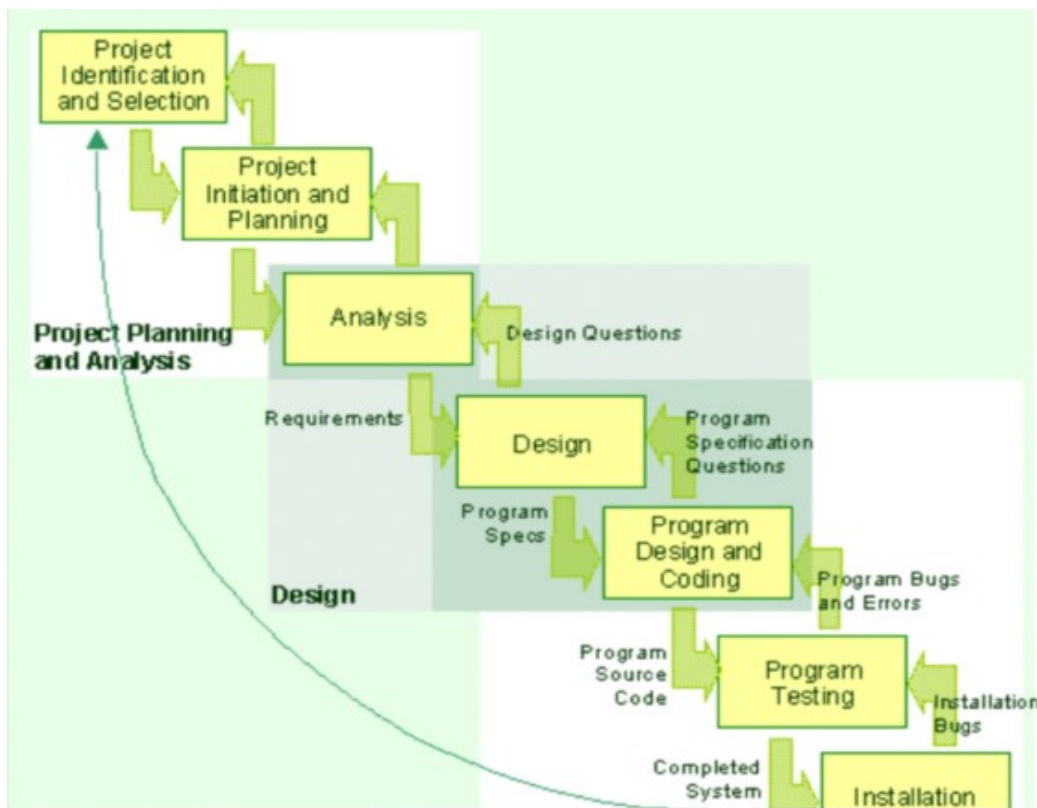 Project
Identification
and Selection
Project
Initiation and
Planning
Analysis
Project Planning
and Analysis
Design Questions
Requirements
Design
Program
Specification
Questions
Program
Specs
Program
Design and
Coding
Design
Program Bugs
and Errors
Program
Source
Code
Program
Testing
Installation
Bugs
Completed
System
Installation